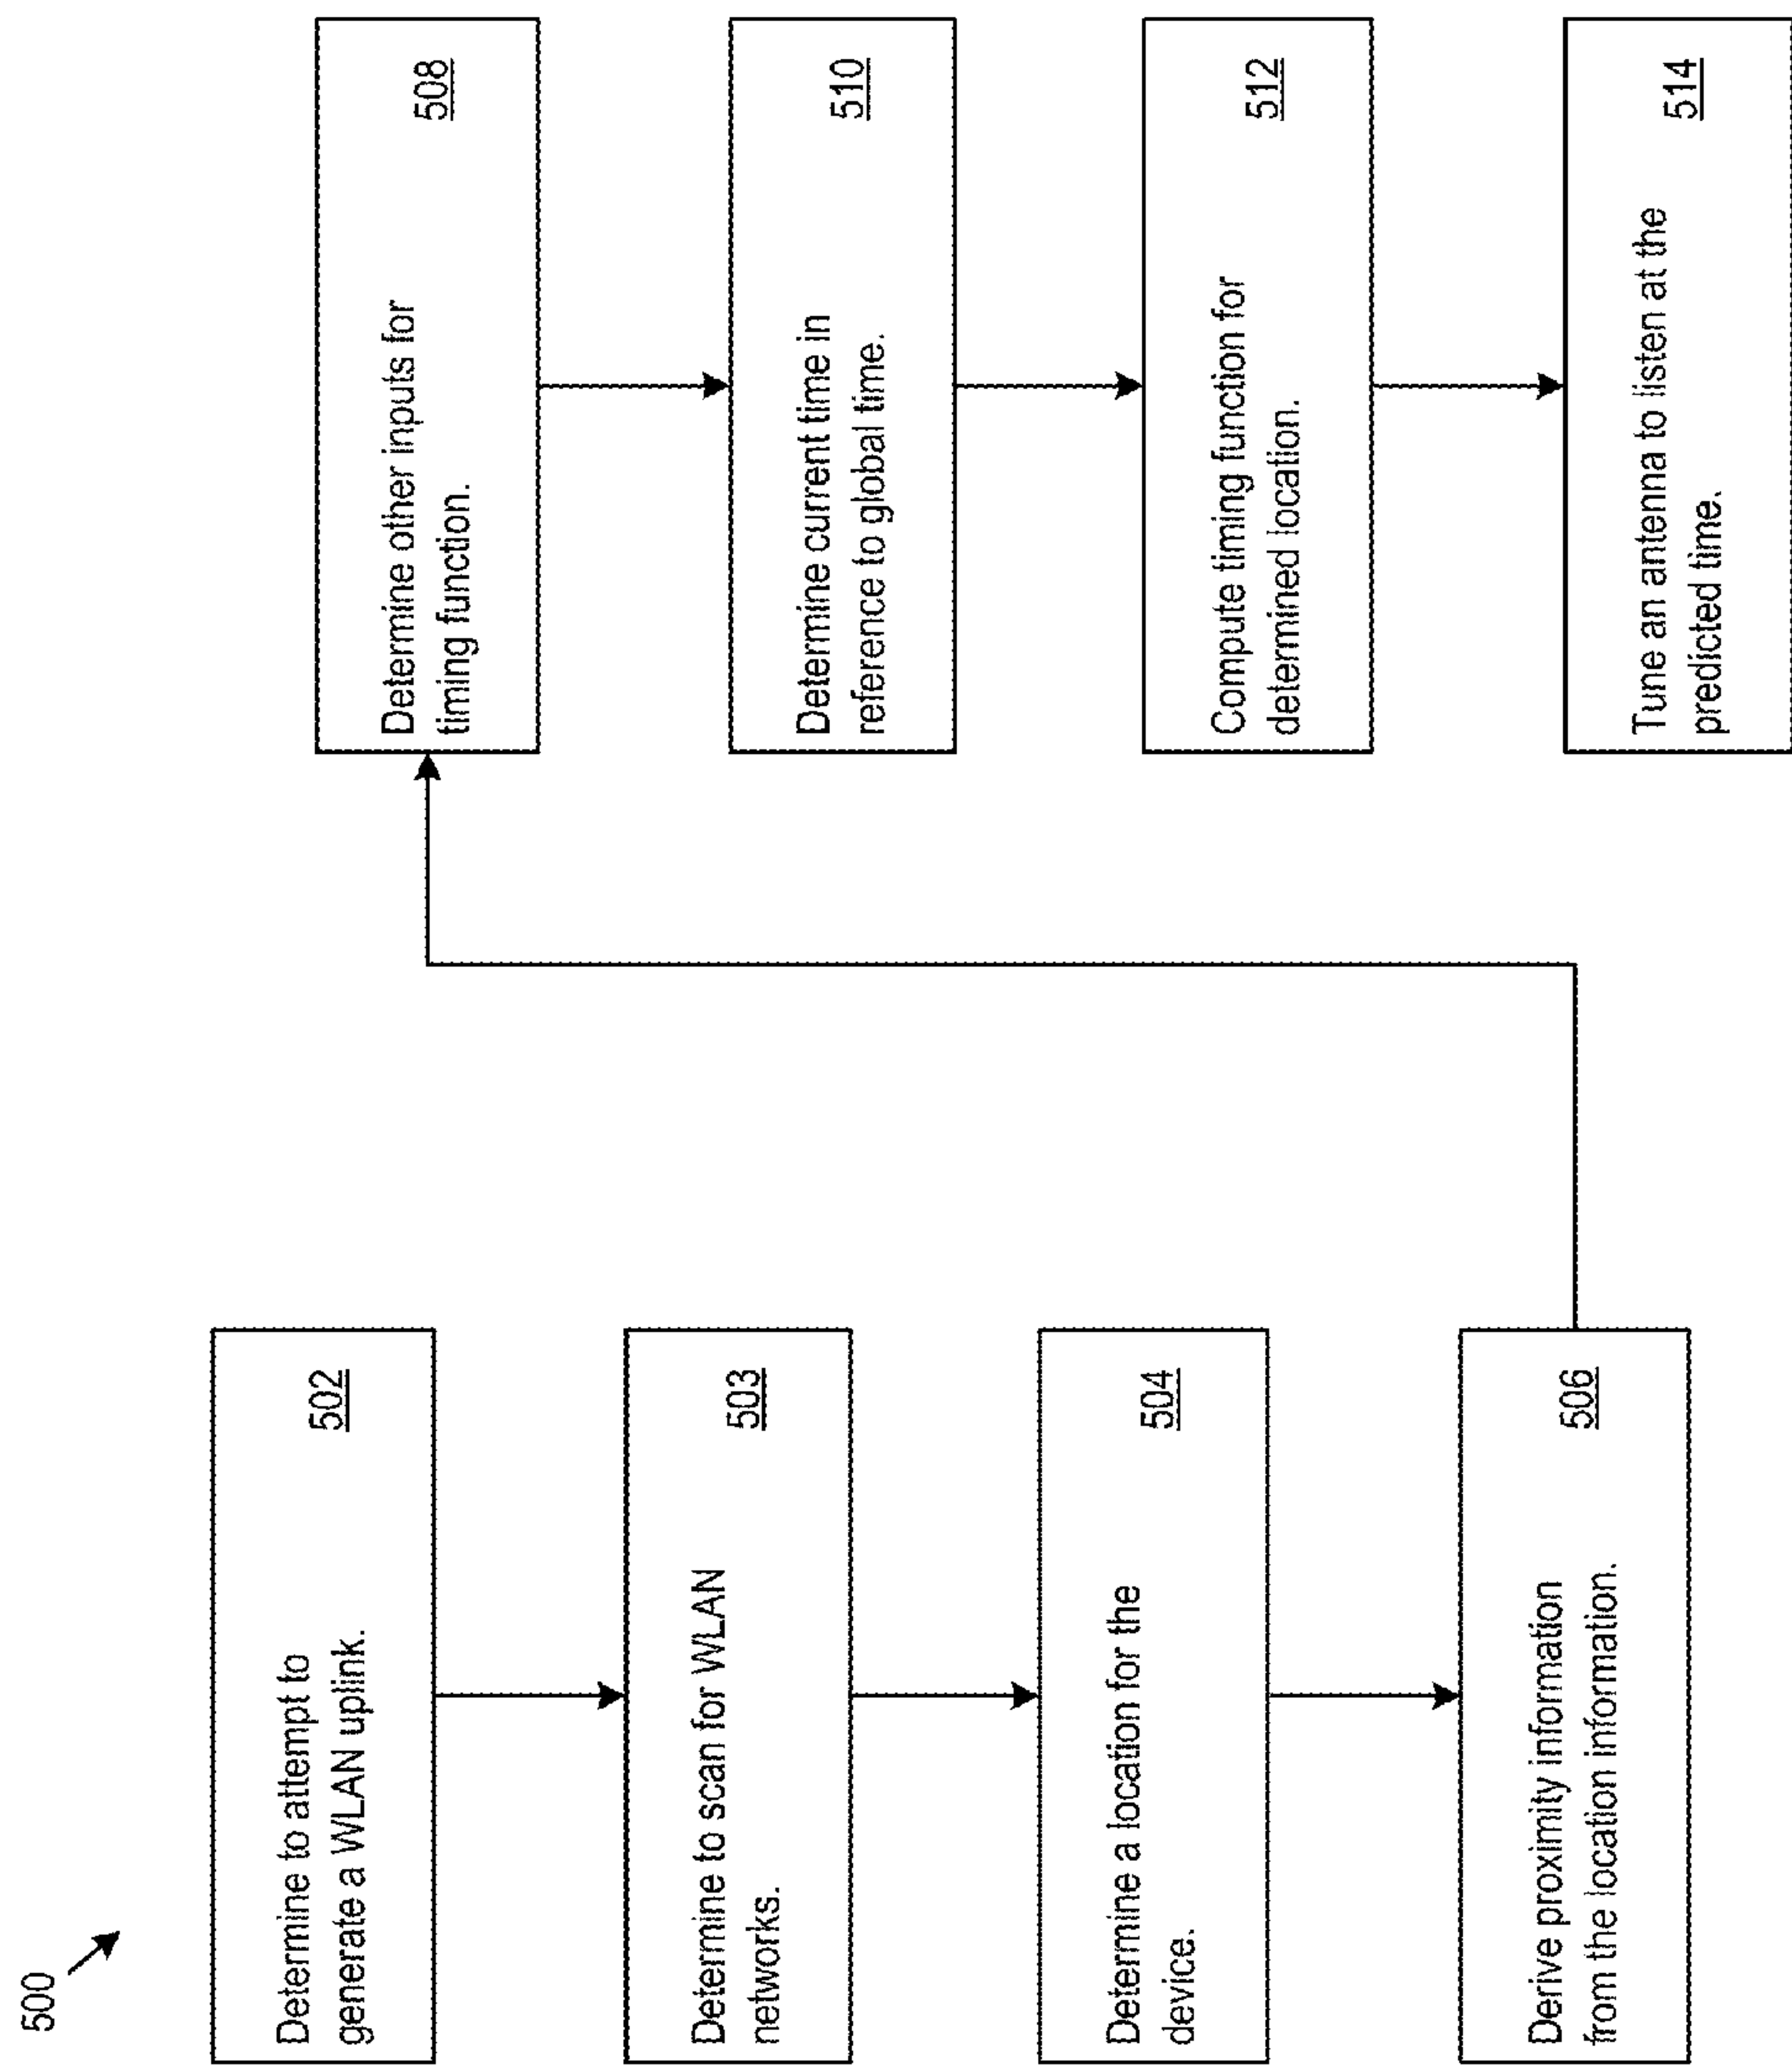 500
Determine to attempt to
generate a WLAN uplink.
502
Determine to scan for WLAN
networks.
503
Determine a location for the
device.
504
Derive proximity information
from the location information.
506
Determine other inputs for
timing function.
508
Determine current time in
reference to global time.
510
Compute timing function for
determined location.
512
Tune an antenna to listen at the
predicted time.
514